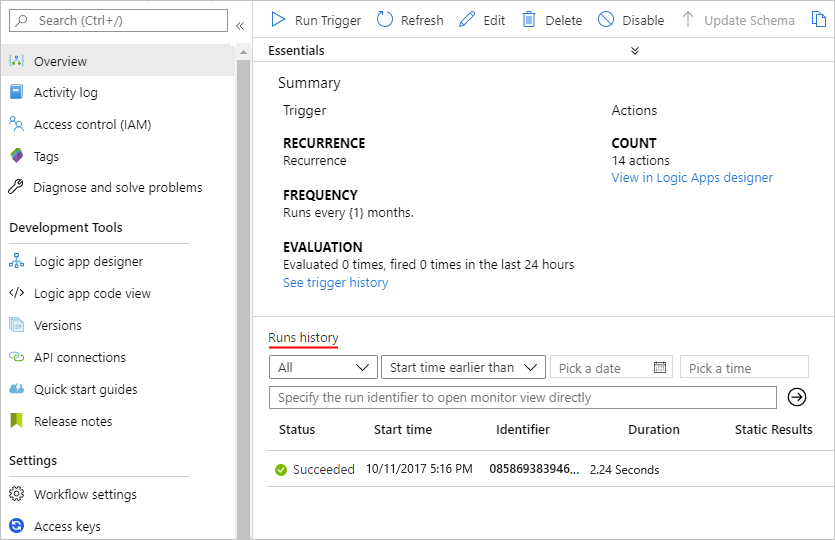 Search (Ctrl+/)
«
Overview
Activity log
Access control (IAM)
Tags
Diagnose and solve problems
Development Tools
Logic app designer
Logic app code view
Versions
API connections
Quick start guides
Release notes
Settings
Workflow settings
Access keys
Run Trigger Refresh Edit Delete Disable Update Schema
Essentials
Summary
Trigger Actions
RECURRENCE COUNT
Recurrence 14 actions
View in Logic Apps designer
FREQUENCY
Runs every {1} months.
EVALUATION
Evaluated 0 times, fired 0 times in the last 24 hours
See trigger history
Runs history
All Start time earlier than Pick a date Pick a time
Specify the run identifier to open monitor view directly
Status Start time Identifier Duration Static Results
Succeeded 10/11/2017 5:16 PM 085869383946... 2.24 Seconds